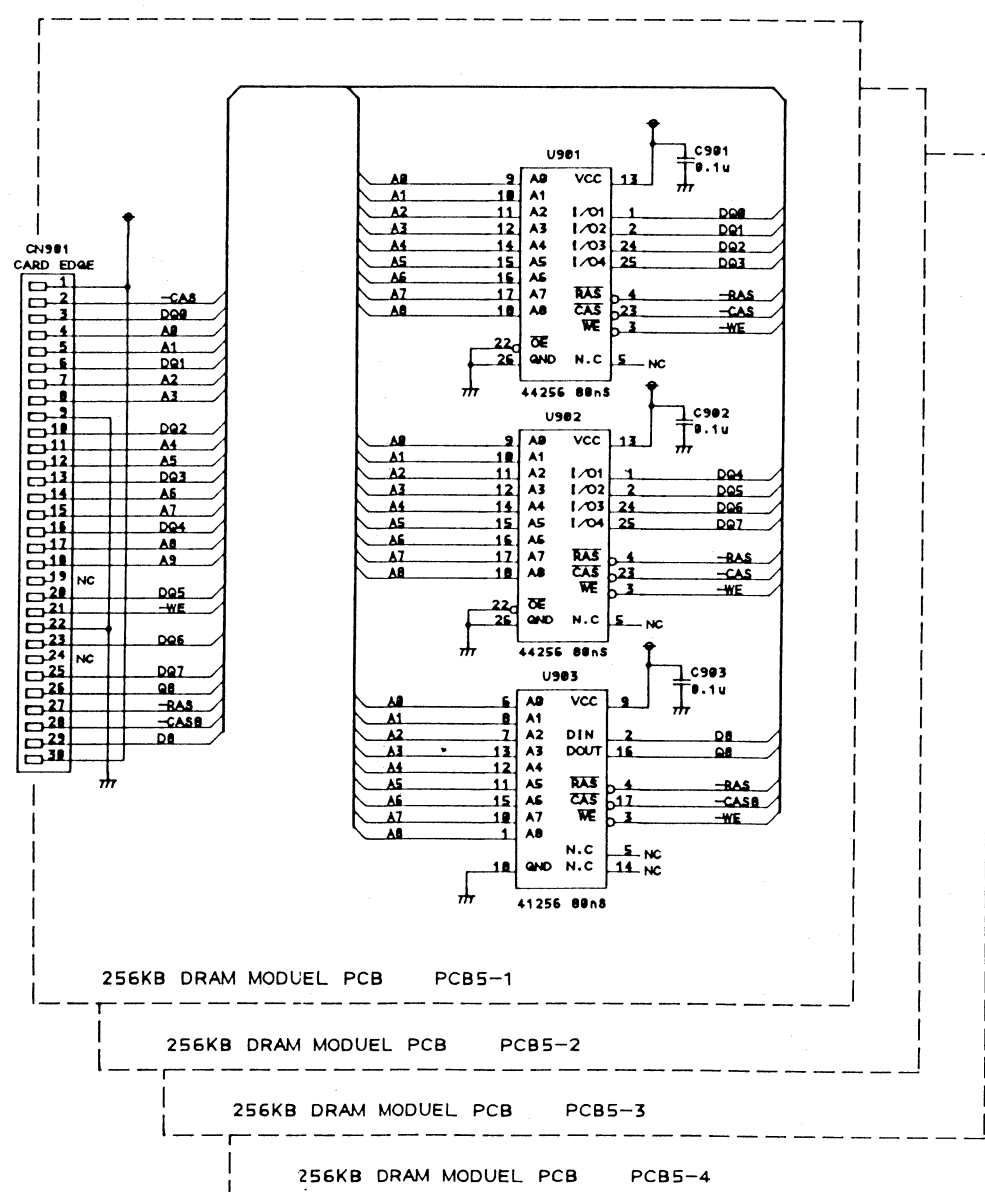 CN901
CARD EDGE
1
2 -CAS
3 DQ0
4 A0
5 A1
6 DQ1
7 A2
8 A3
9
10 DQ2
11 A4
12 A5
13 DQ3
14 A6
15 A7
16 DQ4
17 A8
18 A9
19 NC
20 DQ5
21 -WE
22
23 DQ6
24 NC
25 DQ7
26 Q8
27 -RAS
28 -CAS8
29 D8
30
U901
C901
0.1u
A0 9 A0 VCC 13
A1 10 A1
A2 11 A2 I/O1 1 DQ0
A3 12 A3 I/O2 2 DQ1
A4 14 A4 I/O3 24 DQ2
A5 15 A5 I/O4 25 DQ3
A6 16 A6
A7 17 A7 RAS 4 -RAS
A8 18 A8 CAS 23 -CAS
WE 3 -WE
22 OE
26 GND N.C 5 NC
44256 80nS
U902
C902
0.1u
A0 9 A0 VCC 13
A1 10 A1
A2 11 A2 I/O1 1 DQ4
A3 12 A3 I/O2 2 DQ5
A4 14 A4 I/O3 24 DQ6
A5 15 A5 I/O4 25 DQ7
A6 16 A6
A7 17 A7 RAS 4 -RAS
A8 18 A8 CAS 23 -CAS
WE 3 -WE
22 OE
26 GND N.C 5 NC
44256 80nS
U903
C903
0.1u
A0 6 A0 VCC 9
A1 8 A1
A2 7 A2 DIN 2 D8
A3 13 A3 DOUT 16 Q8
A4 12 A4
A5 11 A5 RAS 4 -RAS
A6 15 A6 CAS 17 -CAS8
A7 10 A7 WE 3 -WE
A8 1 A8
N.C 5 NC
18 GND N.C 14 NC
41256 80nS
256KB DRAM MODUEL PCB PCB5-1
256KB DRAM MODUEL PCB PCB5-2
256KB DRAM MODUEL PCB PCB5-3
256KB DRAM MODUEL PCB PCB5-4